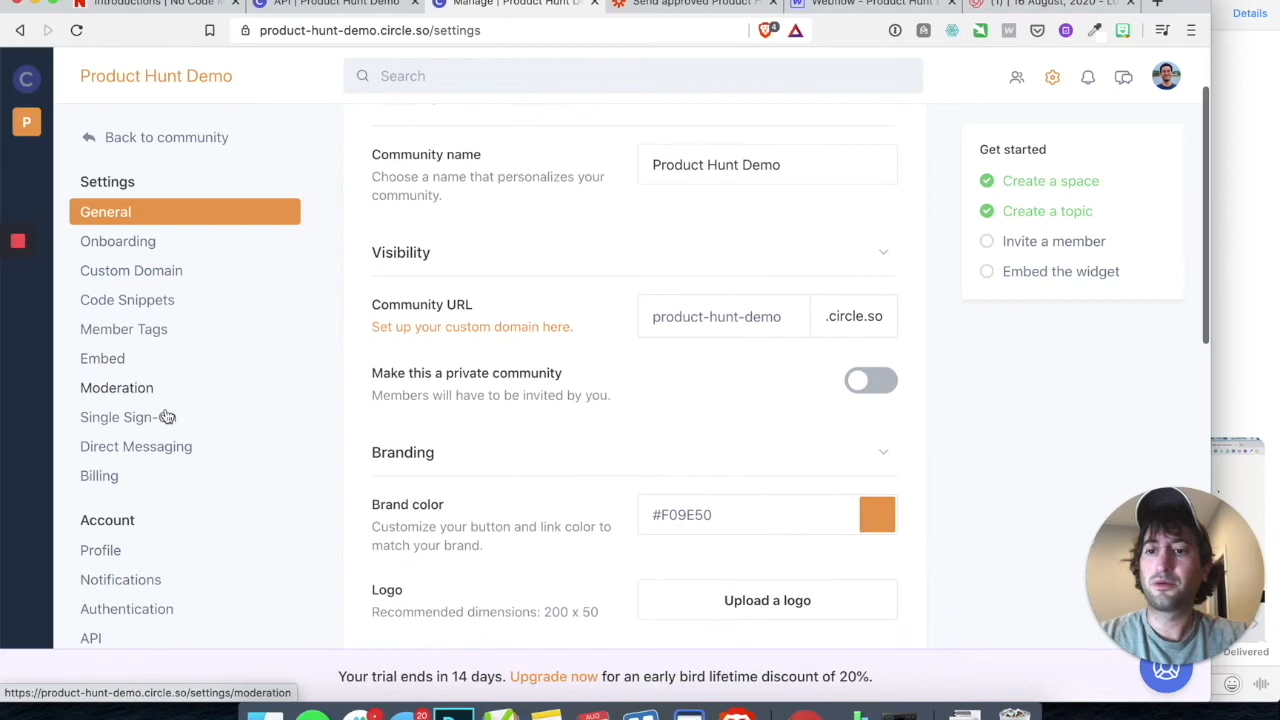 Introductions | No Code M
API | Product Hunt Demo
Manage | Product Hunt D
Send approved Product H
Webflow - Product Hunt
(1) | 16 August, 2020 - Lo
Details
product-hunt-demo.circle.so/settings
4
C
P
Product Hunt Demo
Search
Back to community
Settings
General
Onboarding
Custom Domain
Code Snippets
Member Tags
Embed
Moderation
Single Sign-
Direct Messaging
Billing
Account
Profile
Notifications
Authentication
API
Community name
Choose a name that personalizes your
community.
Product Hunt Demo
Visibility
Community URL
Set up your custom domain here.
product-hunt-demo
.circle.so
Make this a private community
Members will have to be invited by you.
Branding
Brand color
Customize your button and link color to
match your brand.
#F09E50
Logo
Recommended dimensions: 200 x 50
Upload a logo
Get started
Create a space
Create a topic
Invite a member
Embed the widget
Delivered
Your trial ends in 14 days. Upgrade now for an early bird lifetime discount of 20%.
https://product-hunt-demo.circle.so/settings/moderation
20
AUG